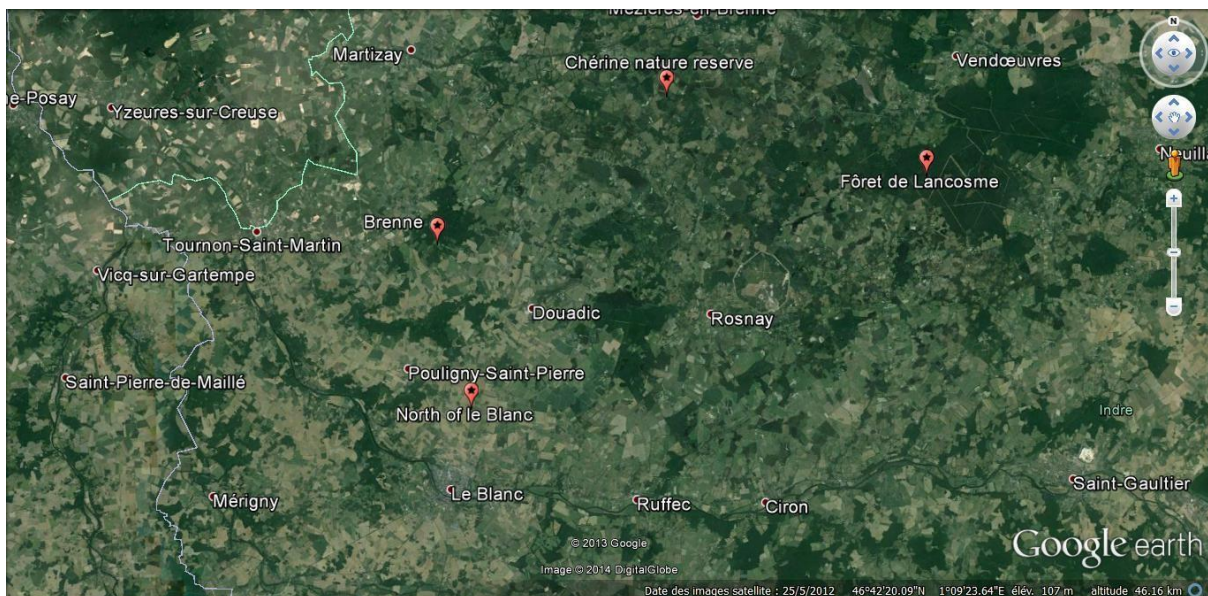 Mézières-en-Brenne
Martizay
Chérine nature reserve
Vendœuvres
N
ne-Posay
Yzeures-sur-Creuse
Neuilla
Fôret de Lancosme
Brenne
Tournon-Saint-Martin
Vicq-sur-Gartempe
Douadic
Rosnay
Saint-Pierre-de-Maillé
Pouligny-Saint-Pierre
North of le Blanc
Indre
Le Blanc
Saint-Gaultier
Mérigny
Ruffec
Ciron
© 2013 Google
Google earth
Image © 2014 DigitalGlobe
Date des images satellite : 25/5/2012 46°42'20.09"N 1°09'23.64"E élév. 107 m altitude 46.16 km